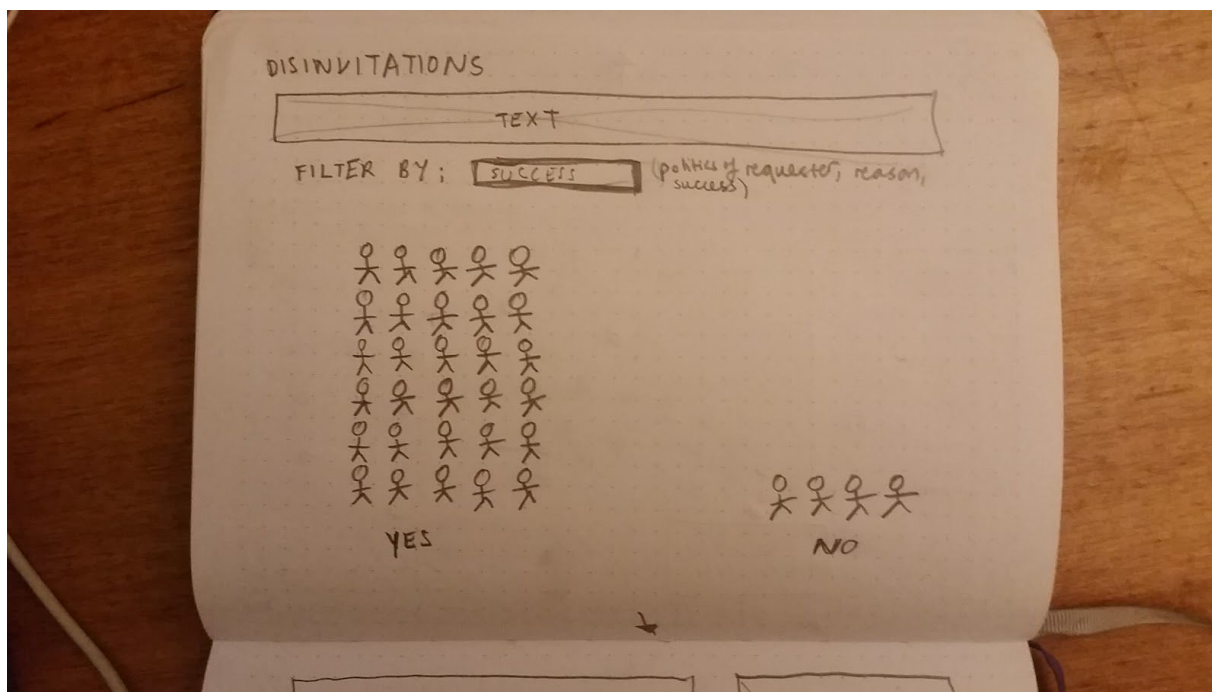 DISINVITATIONS
TEXT
FILTER BY: SUCCESS (politics of requester, reason,
success)
YES
NO